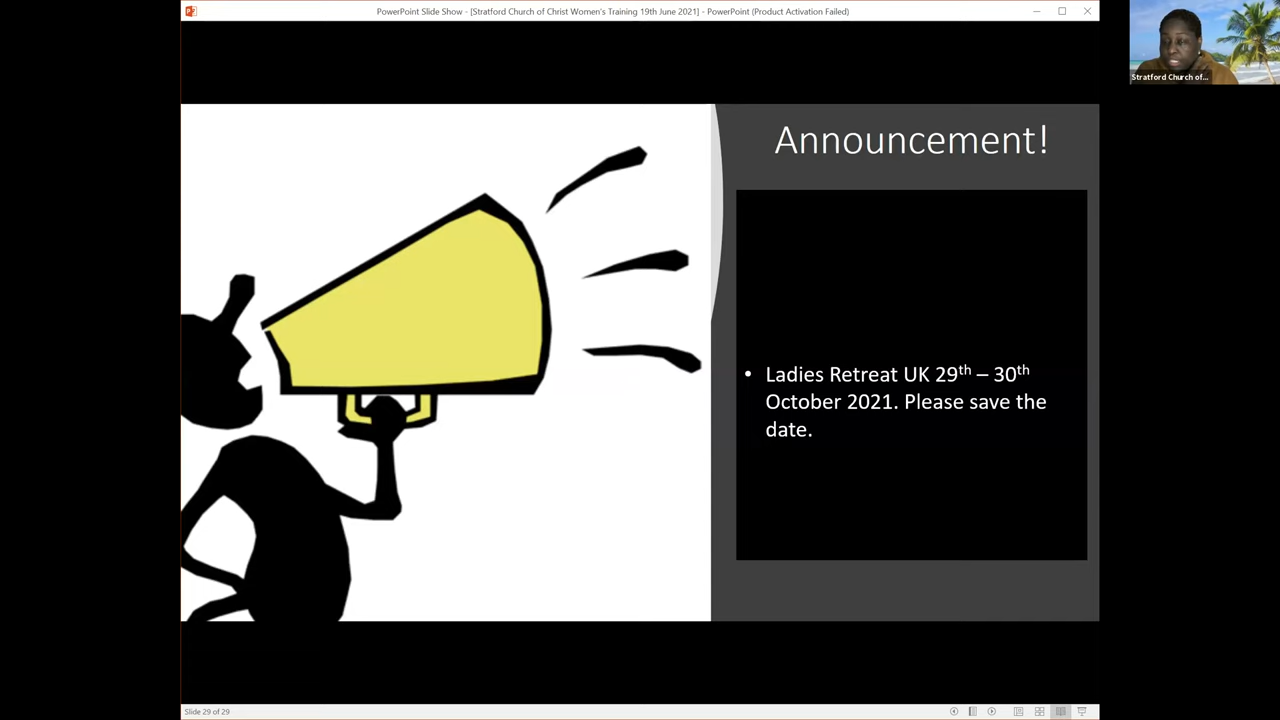 PowerPoint Slide Show - [Stratford Church of Christ Women's Training 19th June 2021] - PowerPoint (Product Activation Failed)
Stratford Church of...
Announcement!
• Ladies Retreat UK 29th – 30th
October 2021. Please save the
date.
Slide 29 of 29